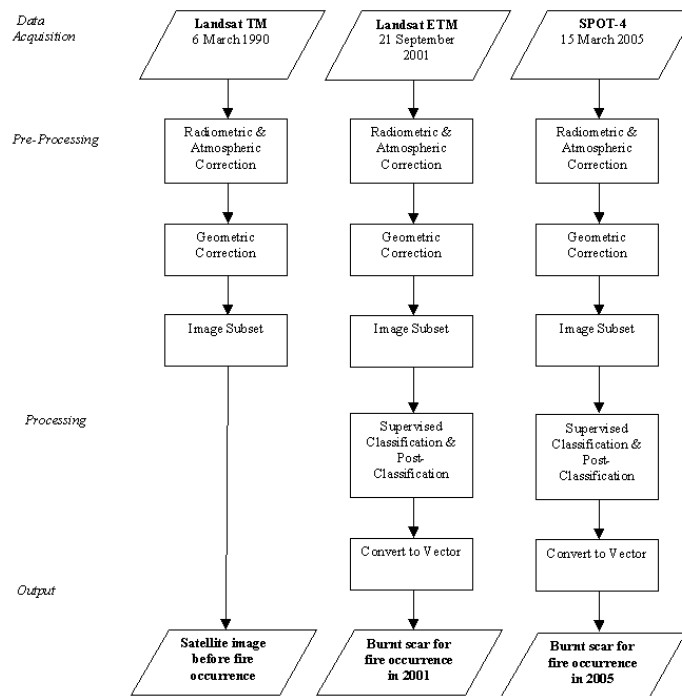 Data
Acquisition
Landsat TM
6 March 1990
Landsat ETM
21 September
2001
SPOT-4
15 March 2005
Pre-Processing
Radiometric &
Atmospheric
Correction
Radiometric &
Atmospheric
Correction
Radiometric &
Atmospheric
Correction
Geometric
Correction
Geometric
Correction
Geometric
Correction
Image Subset
Image Subset
Image Subset
Processing
Supervised
Classification &
Post-
Classification
Supervised
Classification &
Post-
Classification
Convert to Vector
Convert to Vector
Output
Satellite image
before fire
occurrence
Burnt scar for
fire occurrence
in 2001
Burnt scar for
fire occurrence
in 2005